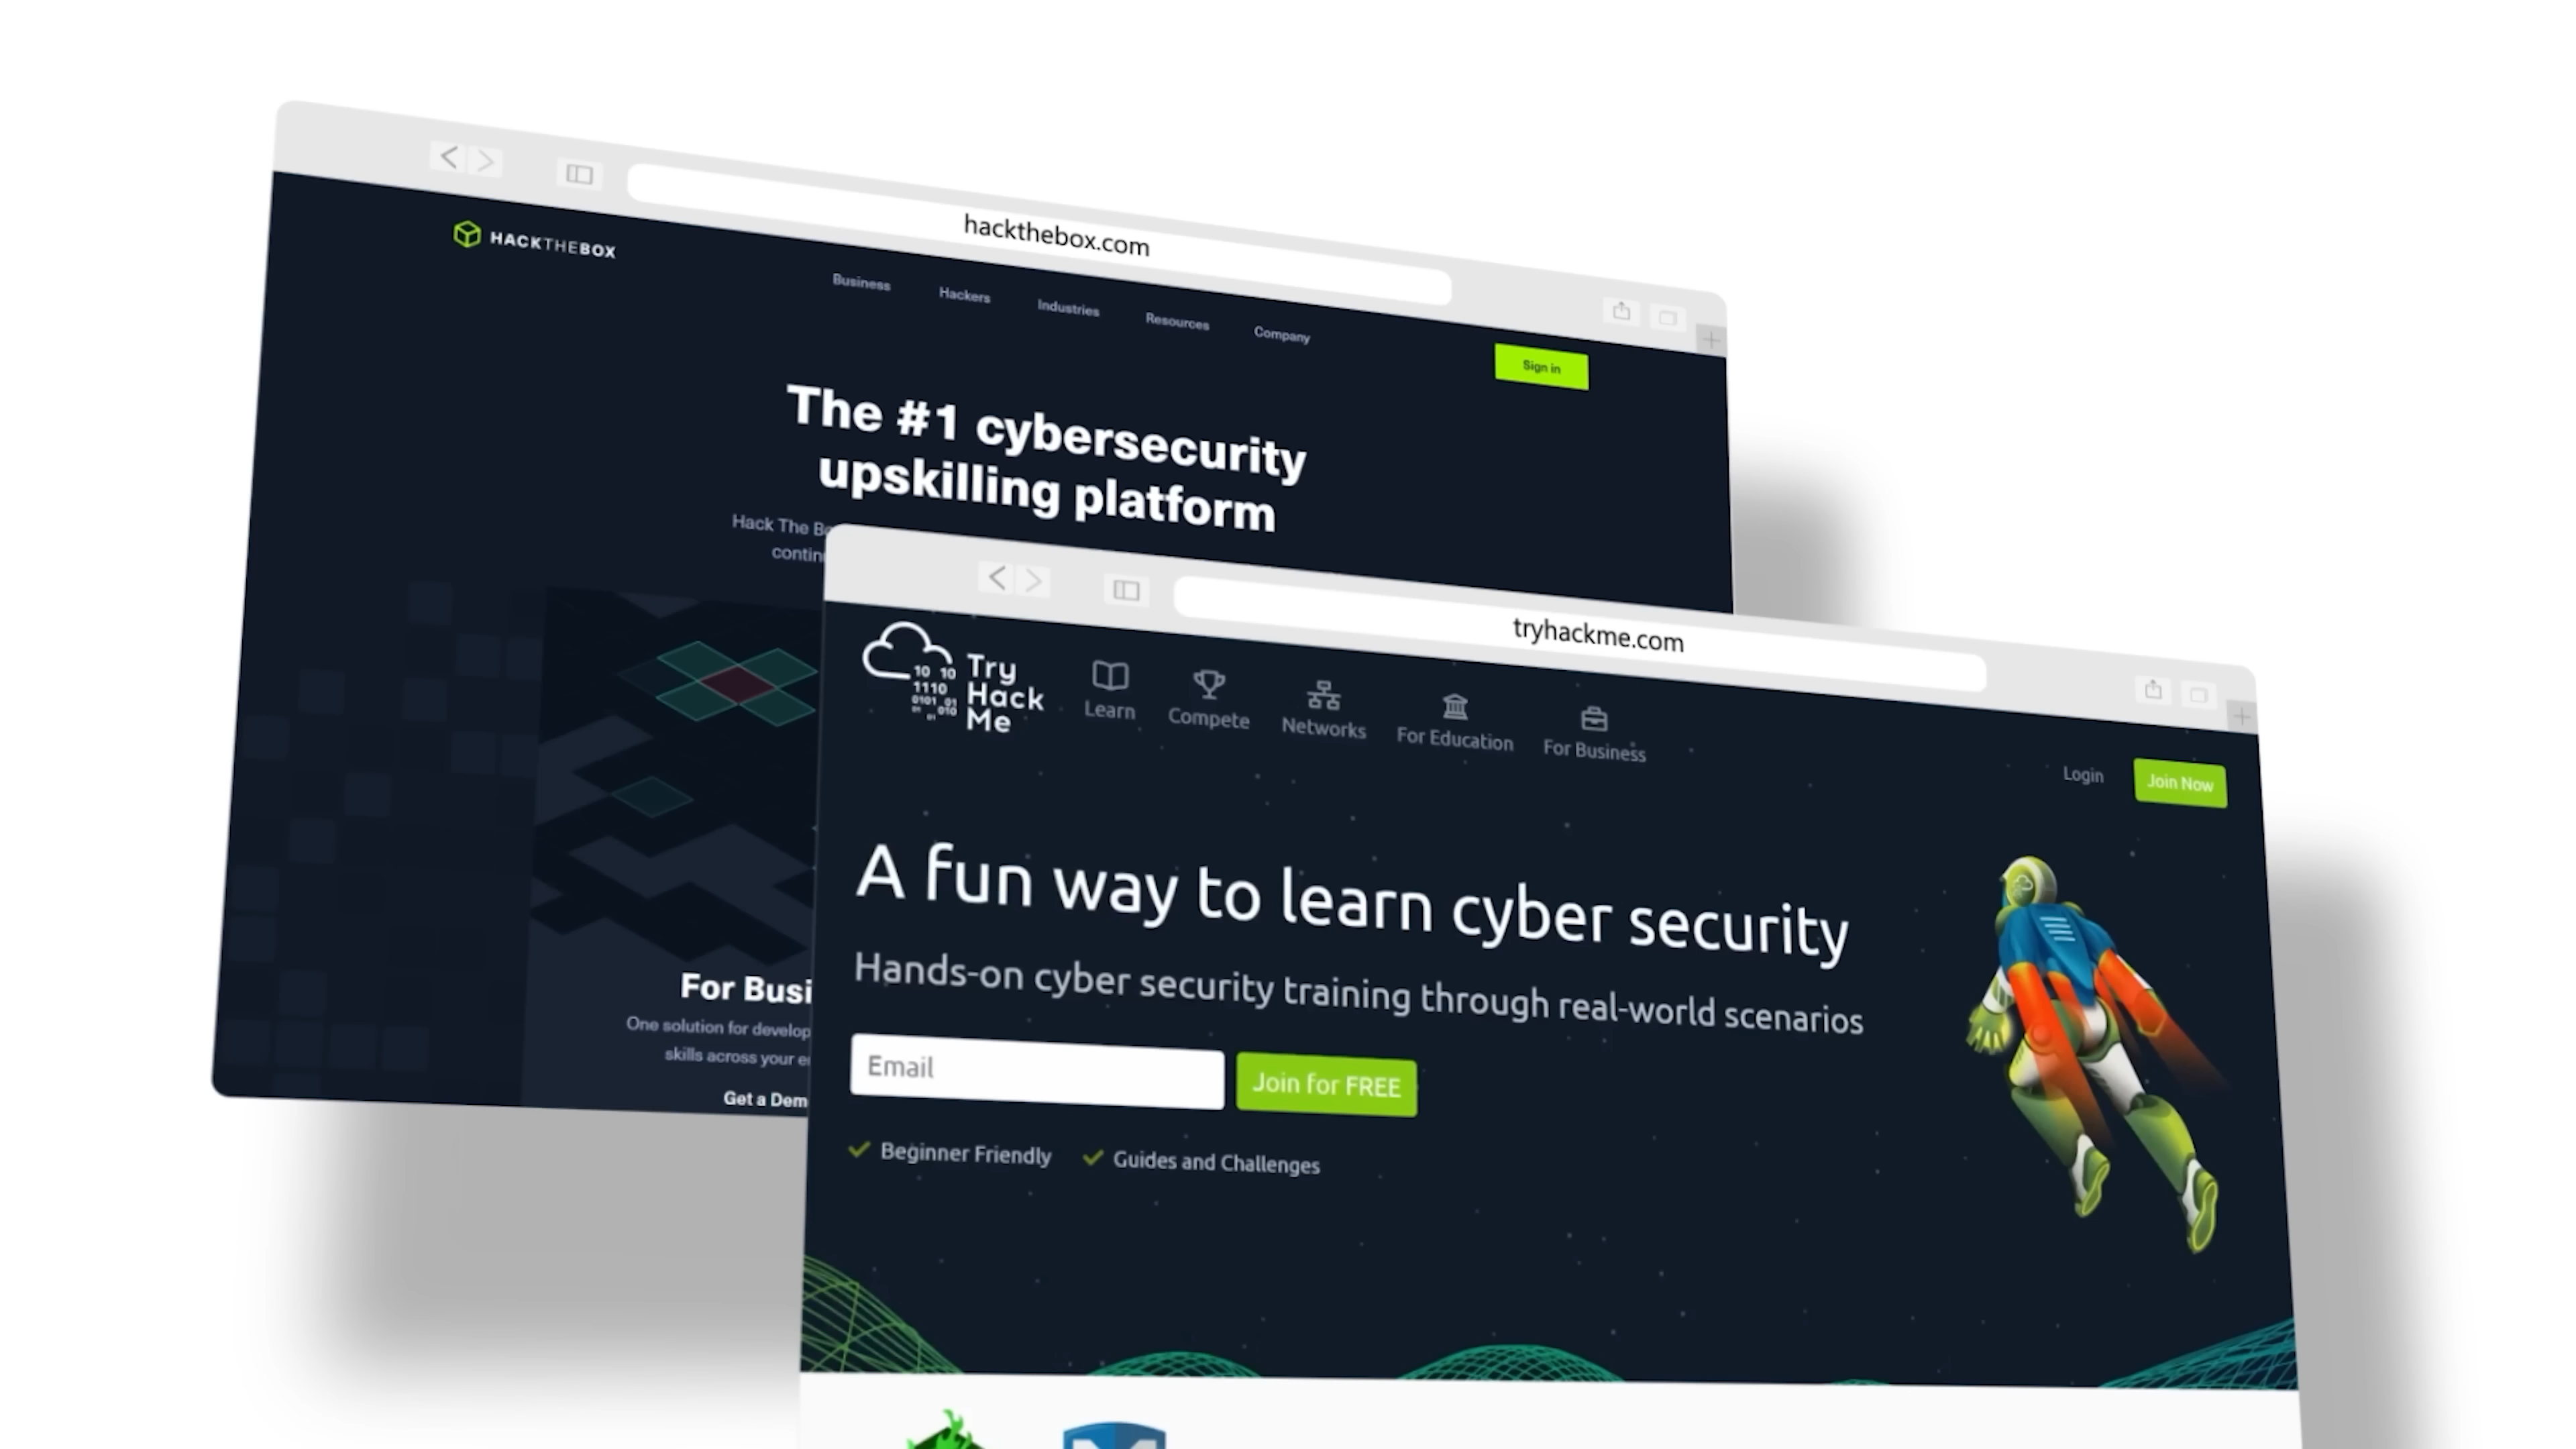 hackthebox.com
HACKTHEBOX
Business Hackers Industries Resources Company
Sign in
The #1 cybersecurity
upskilling platform
Hack The
contin
For Busi
One solution for develop
skills across your
Get a Dem
tryhackme.com
10 10
1110
0101 01
010
01
Try
Hack
Me
Learn Compete Networks For Education For Business
Login Join Now
A fun way to learn cyber security
Hands-on cyber security training through real-world scenarios
Email Join for FREE
Beginner Friendly Guides and Challenges